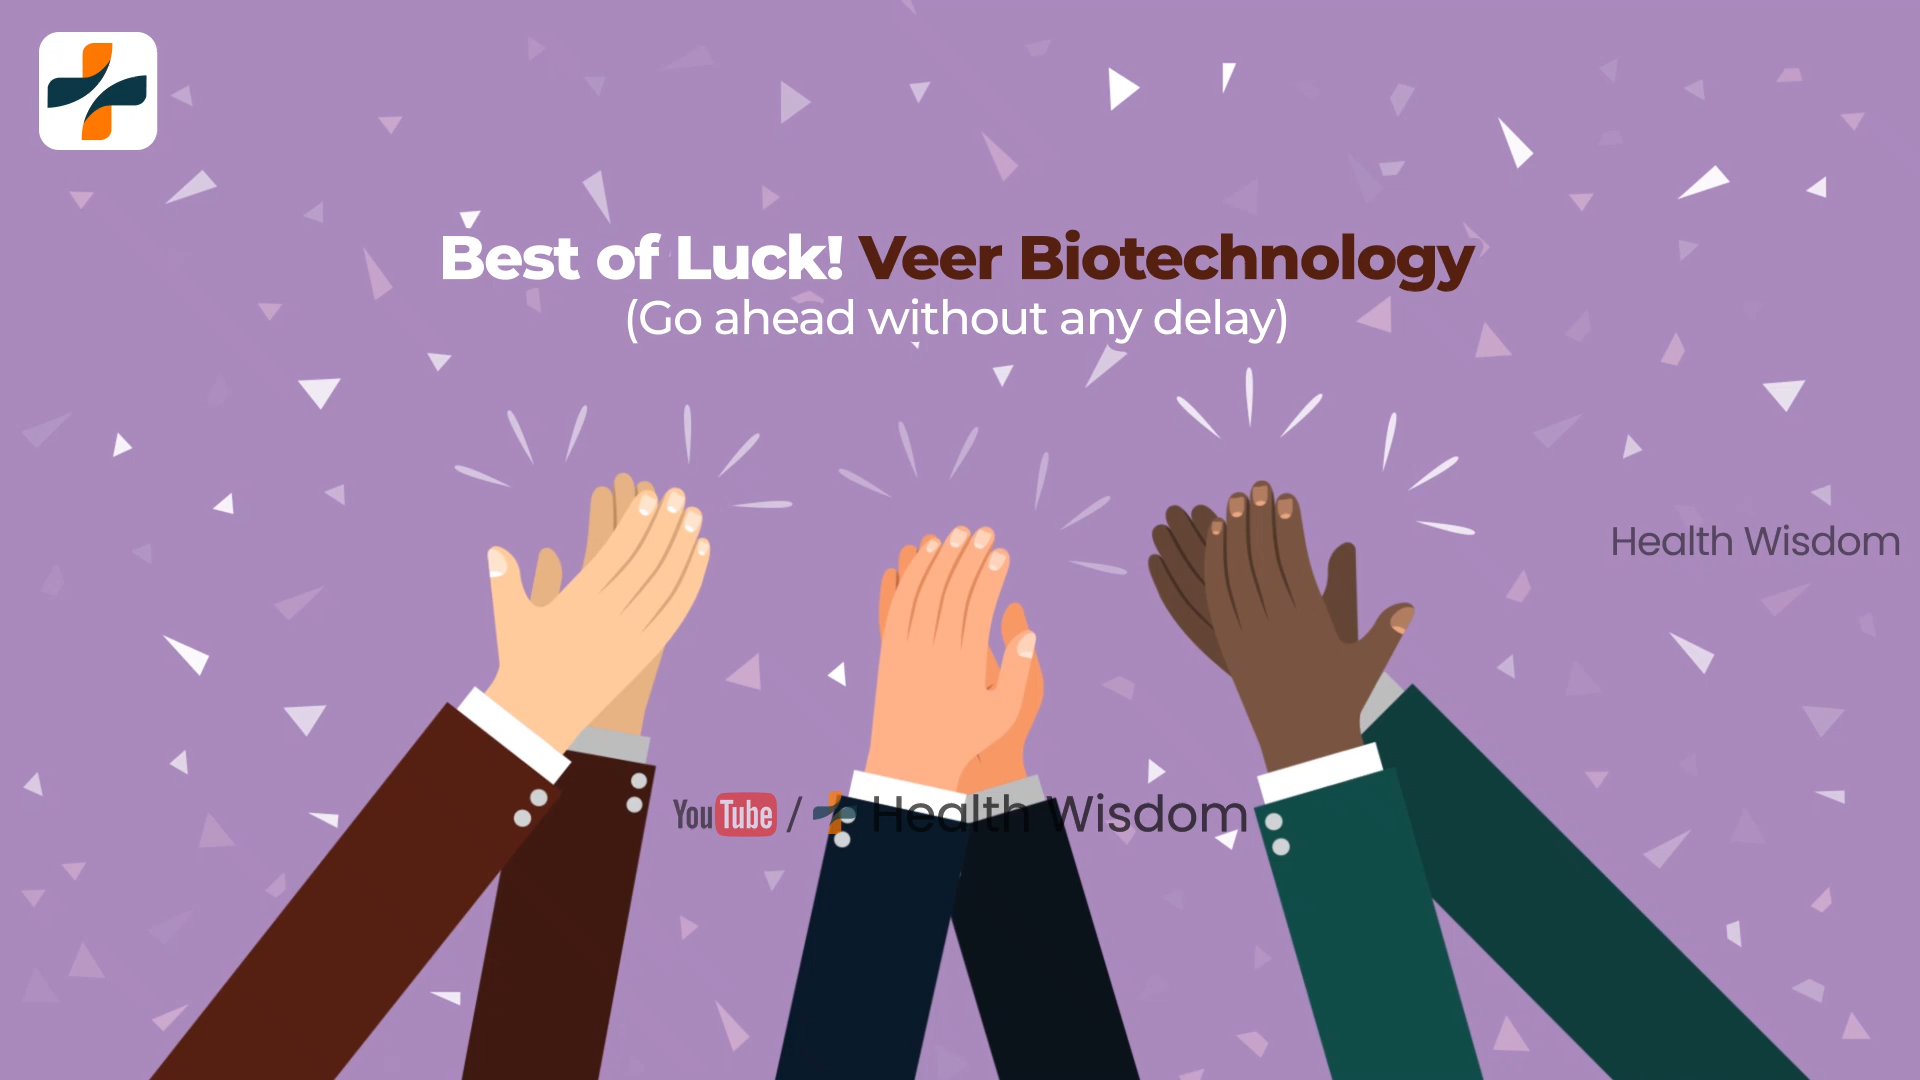 Best of Luck! Veer Biotechnology
(Go ahead without any delay)
Health Wisdom
YouTube / Health Wisdom